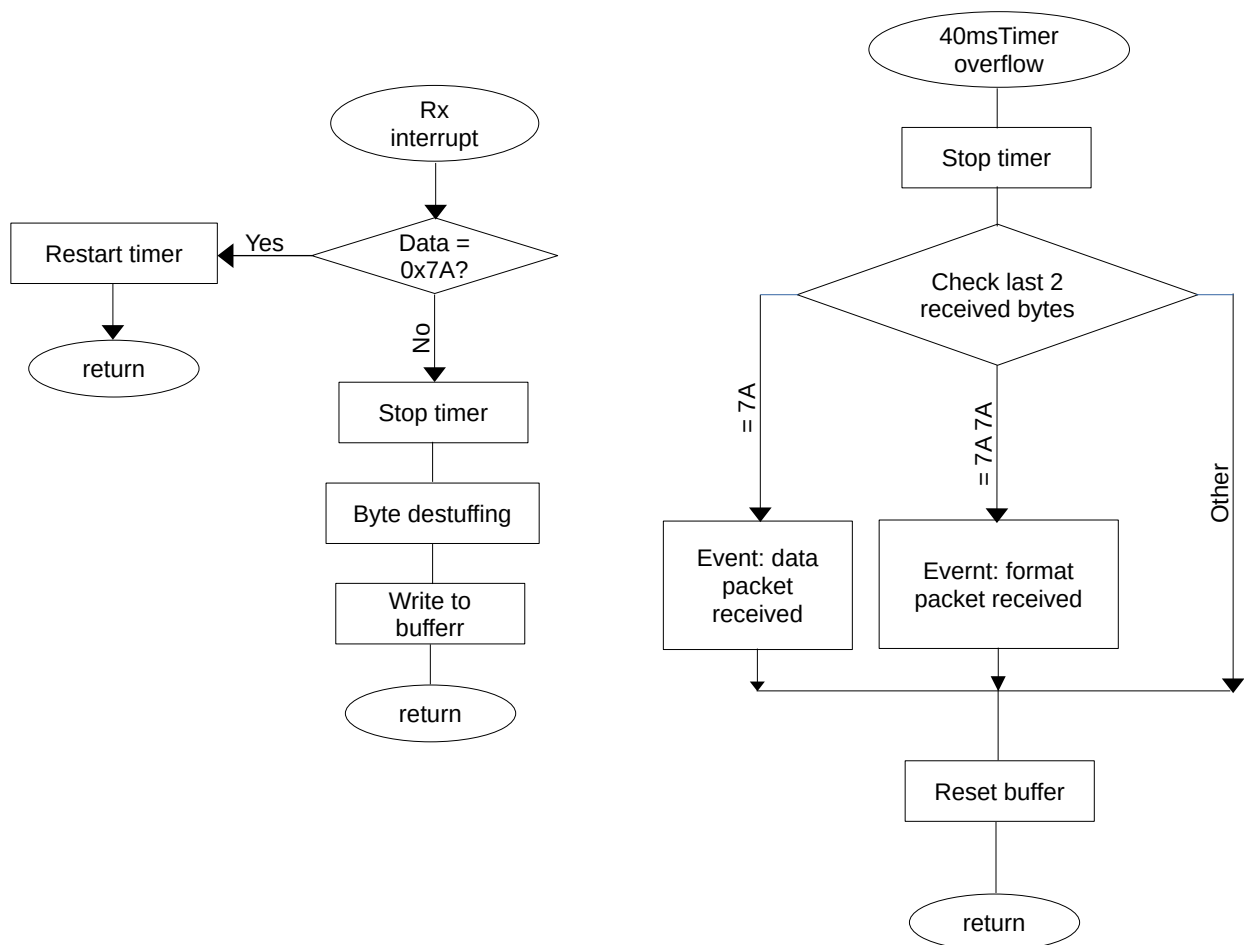 Rx
interrupt
Data =
0x7A?
Yes
Restart timer
return
No
Stop timer
Byte destuffing
Write to
bufferr
return
40msTimer
overflow
Stop timer
Check last 2
received bytes
= 7A
= 7A 7A
Other
Event: data
packet
received
Evernt: format
packet received
Reset buffer
return